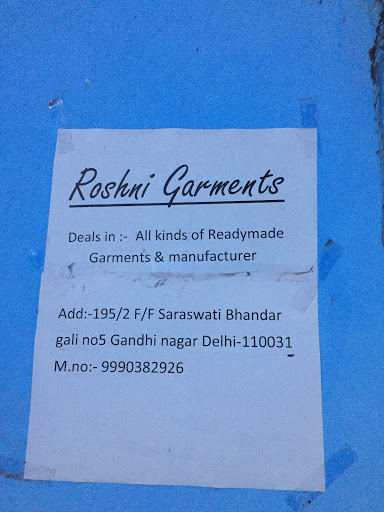 Roshni Garments
Deals in :- All kinds of Readymade
Garments & manufacturer
Add:-195/2 F/F Saraswati Bhandar
gali no5 Gandhi nagar Delhi-110031
M.no:- 9990382926